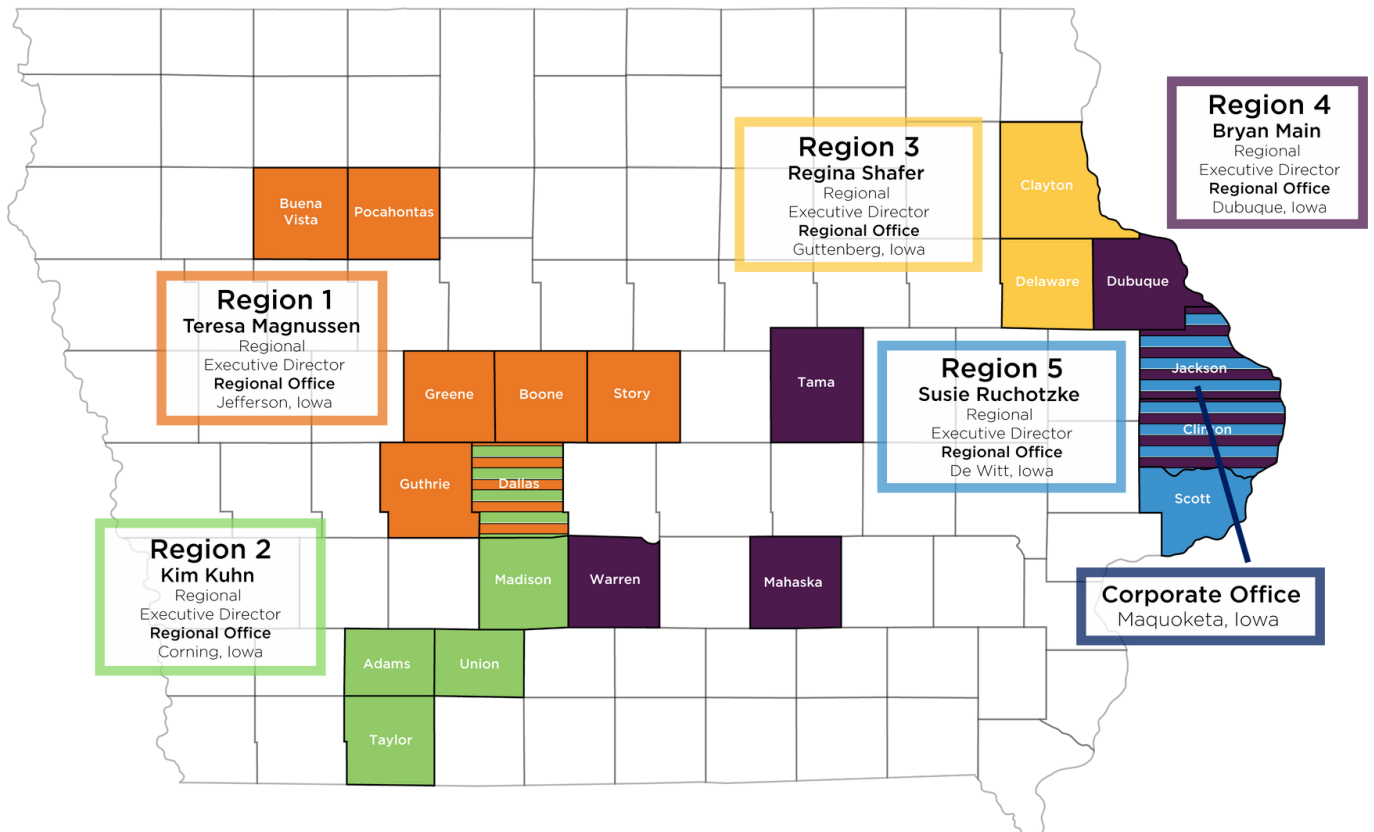 Region 4
Bryan Main
Regional
Executive Director
Regional Office
Dubuque, Iowa
Region 3
Regina Shafer
Regional
Executive Director
Regional Office
Guttenberg, Iowa
Clayton
Buena
Vista
Pocahontas
Delaware
Dubuque
Region 1
Teresa Magnussen
Regional
Executive Director
Regional Office
Jefferson, Iowa
Greene
Boone
Story
Tama
Region 5
Susie Ruchotzke
Regional
Executive Director
Regional Office
De Witt, Iowa
Jackson
Clinton
Scott
Guthrie
Dallas
Region 2
Kim Kuhn
Regional
Executive Director
Regional Office
Corning, Iowa
Madison
Warren
Mahaska
Corporate Office
Maquoketa, Iowa
Adams
Union
Taylor